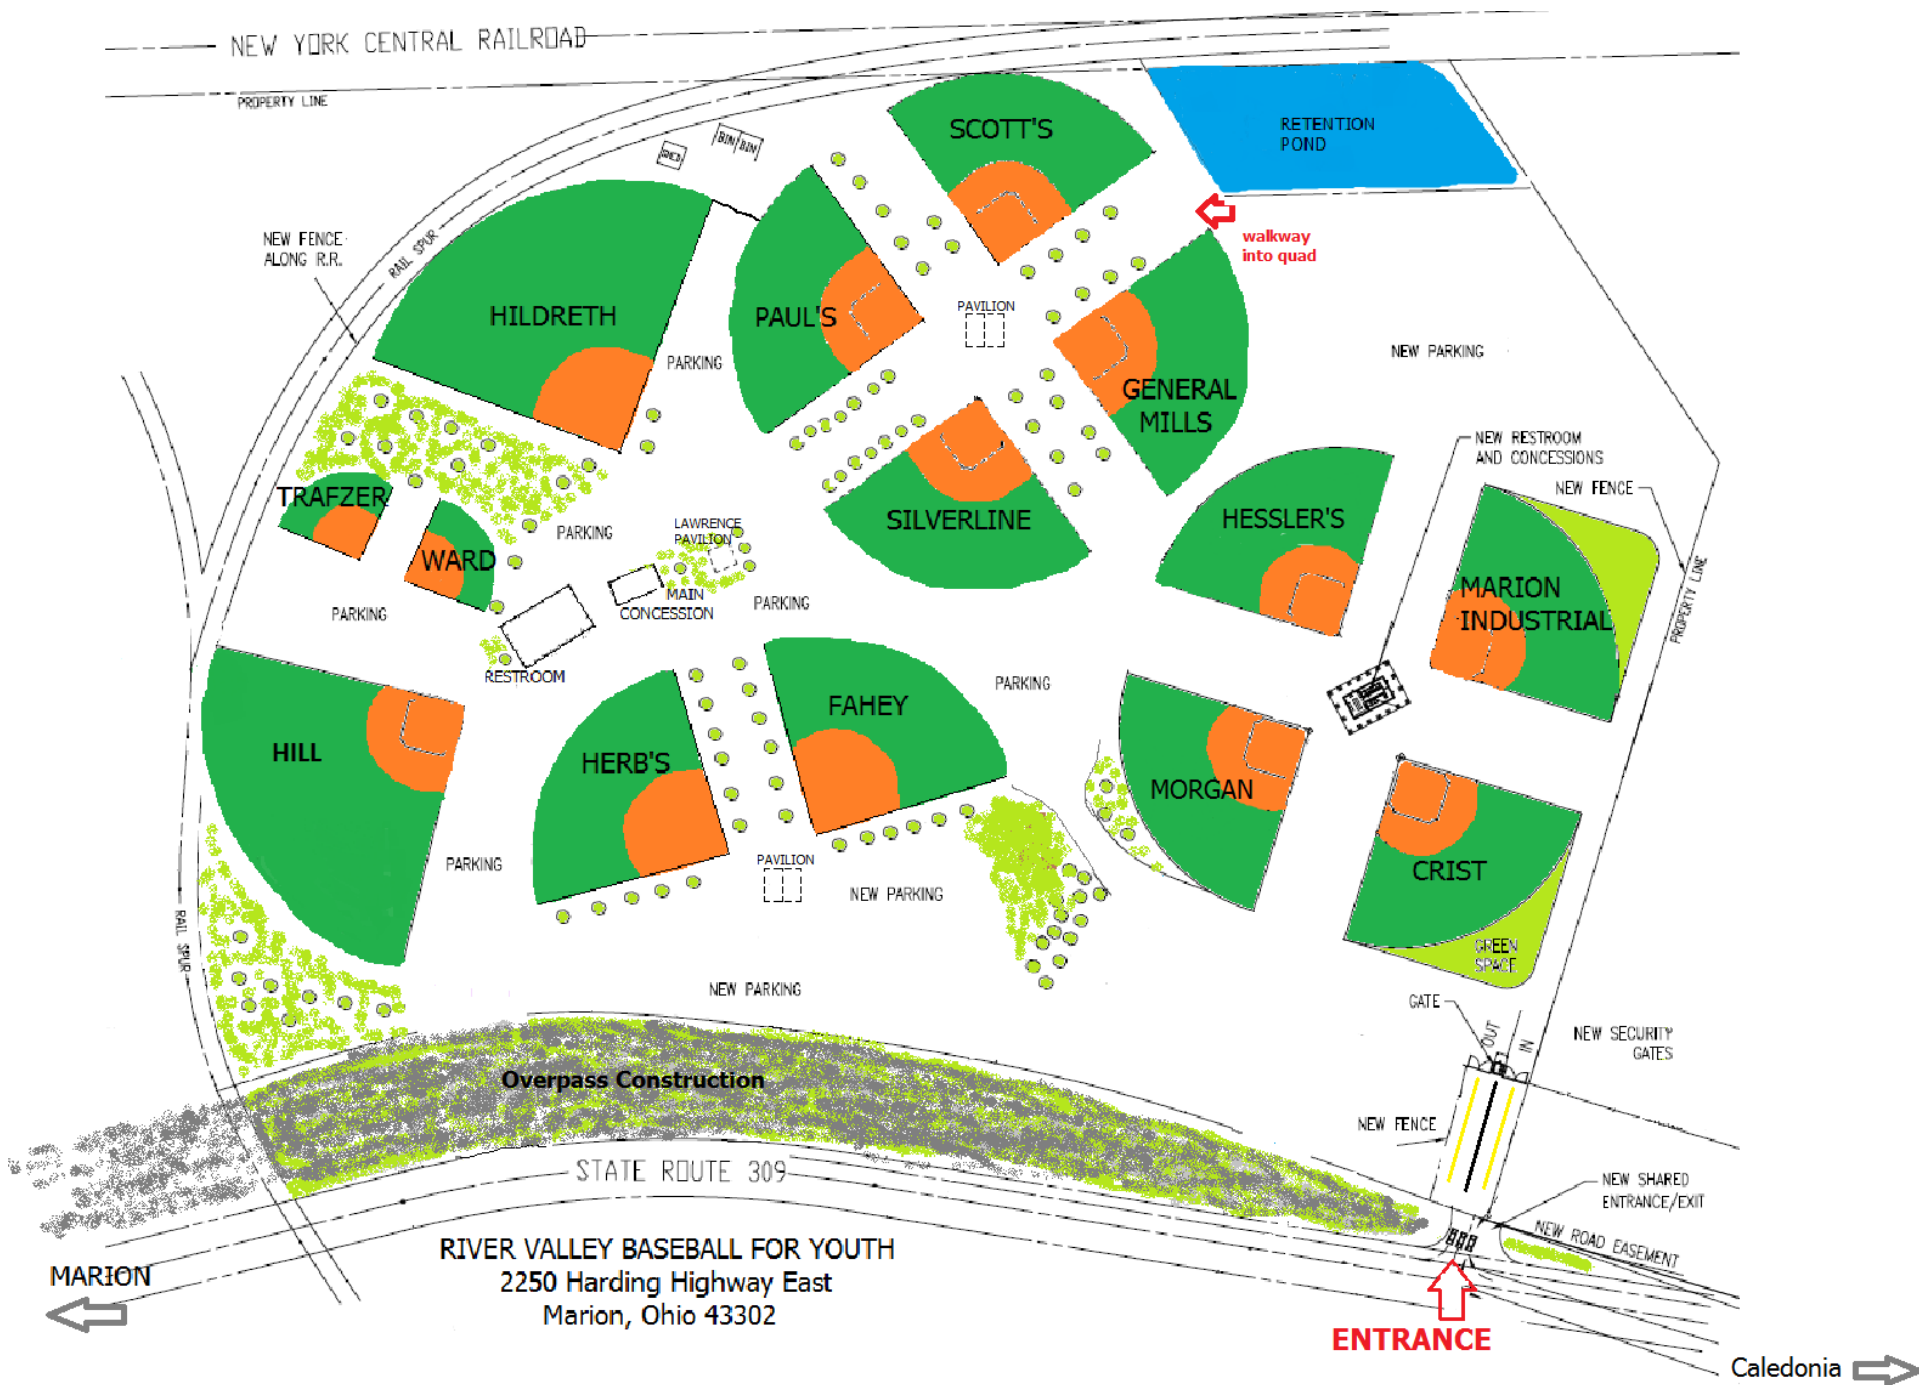 NEW YORK CENTRAL RAILROAD
PROPERTY LINE
SCOTT'S
RETENTION
POND
BIN BIN
NEW FENCE
ALONG R.R.
RAIL SPUR
walkway
into quad
HILDRETH
PAUL'S
PAVILION
PARKING
NEW PARKING
GENERAL
MILLS
NEW RESTROOM
AND CONCESSIONS
NEW FENCE
TRAFZER
WARD
PARKING
LAWRENCE
PAVILION
SILVERLINE
HESSLER'S
MARION
INDUSTRIAL
PROPERTY LINE
PARKING
MAIN
CONCESSION
PARKING
RESTROOM
PARKING
HILL
HERB'S
FAHEY
MORGAN
CRIST
PARKING
PAVILION
NEW PARKING
RAIL SPUR
GREEN
SPACE
NEW PARKING
GATE
OUT
IN
NEW SECURITY
GATES
Overpass Construction
NEW FENCE
STATE ROUTE 309
NEW SHARED
ENTRANCE/EXIT
NEW ROAD EASEMENT
RIVER VALLEY BASEBALL FOR YOUTH
2250 Harding Highway East
Marion, Ohio 43302
MARION
ENTRANCE
Caledonia